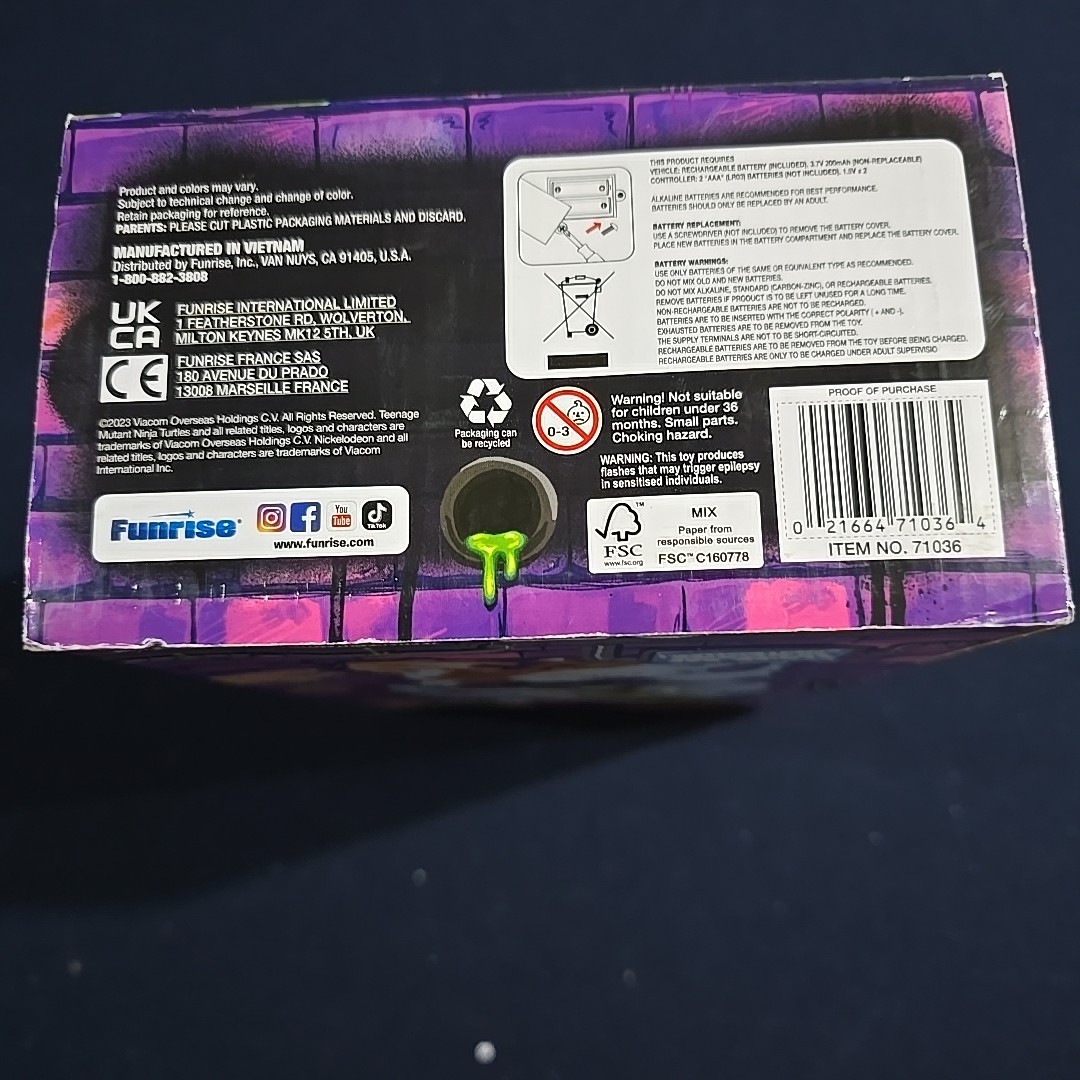 Product and colors may vary.
Subject to technical change and change of color.
Retain packaging for reference.
PARENTS: PLEASE CUT PLASTIC PACKAGING MATERIALS AND DISCARD.
MANUFACTURED IN VIETNAM
Distributed by Funrise, Inc., VAN NUYS, CA 91405, U.S.A.
1-800-882-3808
UK
CA
FUNRISE INTERNATIONAL LIMITED
1 FEATHERSTONE RD, WOLVERTON,
MILTON KEYNES MK12 5TH, UK
CE
FUNRISE FRANCE SAS
180 AVENUE DU PRADO
13008 MARSEILLE FRANCE
©2023 Viacom Overseas Holdings C.V. All Rights Reserved. Teenage
Mutant Ninja Turtles and all related titles, logos and characters are
trademarks of Viacom Overseas Holdings C.V. Nickelodeon and all
related titles, logos and characters are trademarks of Viacom
International Inc.
Funrise®
You
Tube
TikTok
www.funrise.com
THIS PRODUCT REQUIRES
VEHICLE: RECHARGEABLE BATTERY (INCLUDED), 3.7V 200mAh (NON-REPLACEABLE)
CONTROLLER: 2 "AAA" (LR03) BATTERIES (NOT INCLUDED), 1.5V x 2
ALKALINE BATTERIES ARE RECOMMENDED FOR BEST PERFORMANCE.
BATTERIES SHOULD ONLY BE REPLACED BY AN ADULT.
BATTERY REPLACEMENT:
USE A SCREWDRIVER (NOT INCLUDED) TO REMOVE THE BATTERY COVER.
PLACE NEW BATTERIES IN THE BATTERY COMPARTMENT AND REPLACE THE BATTERY COVER.
BATTERY WARNINGS:
USE ONLY BATTERIES OF THE SAME OR EQUIVALENT TYPE AS RECOMMENDED.
DO NOT MIX OLD AND NEW BATTERIES.
DO NOT MIX ALKALINE, STANDARD (CARBON-ZINC), OR RECHARGEABLE BATTERIES.
REMOVE BATTERIES IF PRODUCT IS TO BE LEFT UNUSED FOR A LONG TIME.
NON-RECHARGEABLE BATTERIES ARE NOT TO BE RECHARGED.
BATTERIES ARE TO BE INSERTED WITH THE CORRECT POLARITY (+ AND -).
EXHAUSTED BATTERIES ARE TO BE REMOVED FROM THE TOY.
THE SUPPLY TERMINALS ARE NOT TO BE SHORT-CIRCUITED.
RECHARGEABLE BATTERIES ARE TO BE REMOVED FROM THE TOY BEFORE BEING CHARGED.
RECHARGEABLE BATTERIES ARE ONLY TO BE CHARGED UNDER ADULT SUPERVISIO
Packaging can
be recycled
0-3
Warning! Not suitable
for children under 36
months. Small parts.
Choking hazard.
WARNING: This toy produces
flashes that may trigger epilepsy
in sensitised individuals.
FSC
www.fsc.org
MIX
Paper from
responsible sources
FSC™ C160778
PROOF OF PURCHASE
0 21664 71036 4
ITEM NO. 71036